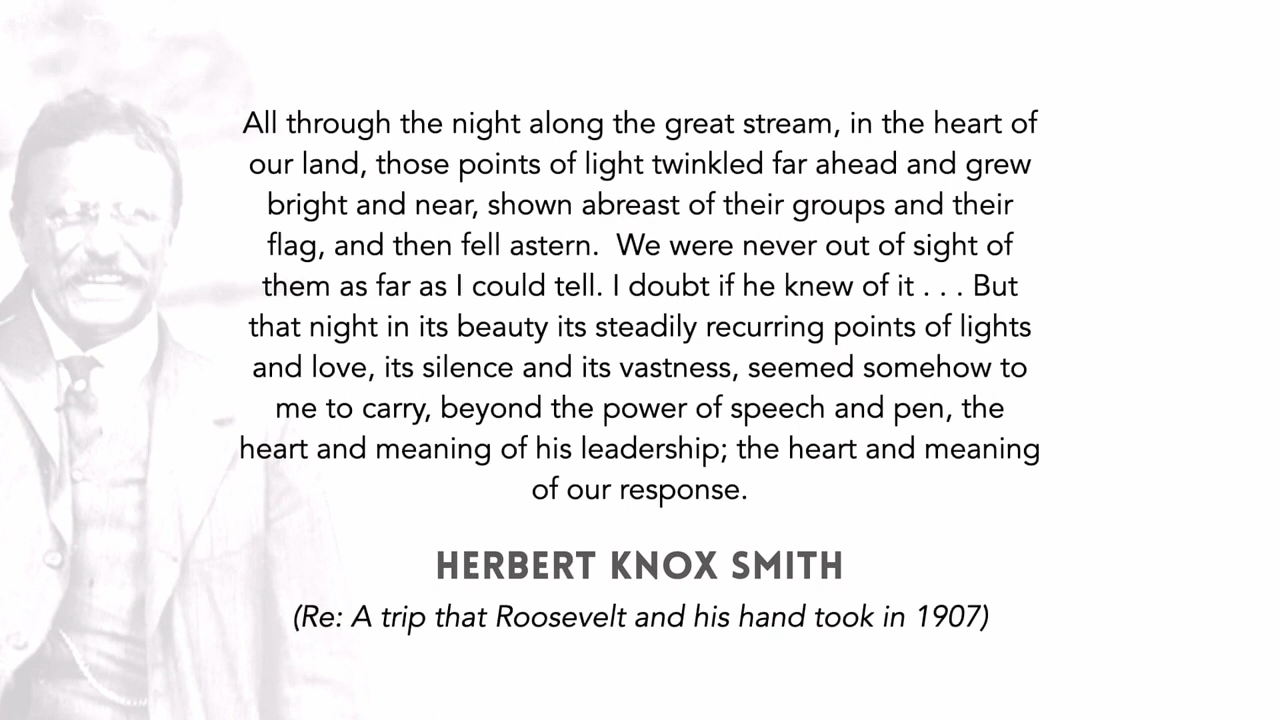 All through the night along the great stream, in the heart of
our land, those points of light twinkled far ahead and grew
bright and near, shown abreast of their groups and their
flag, and then fell astern.  We were never out of sight of
them as far as I could tell. I doubt if he knew of it . . . But
that night in its beauty its steadily recurring points of lights
and love, its silence and its vastness, seemed somehow to
me to carry, beyond the power of speech and pen, the
heart and meaning of his leadership; the heart and meaning
of our response.
HERBERT KNOX SMITH
(Re: A trip that Roosevelt and his hand took in 1907)